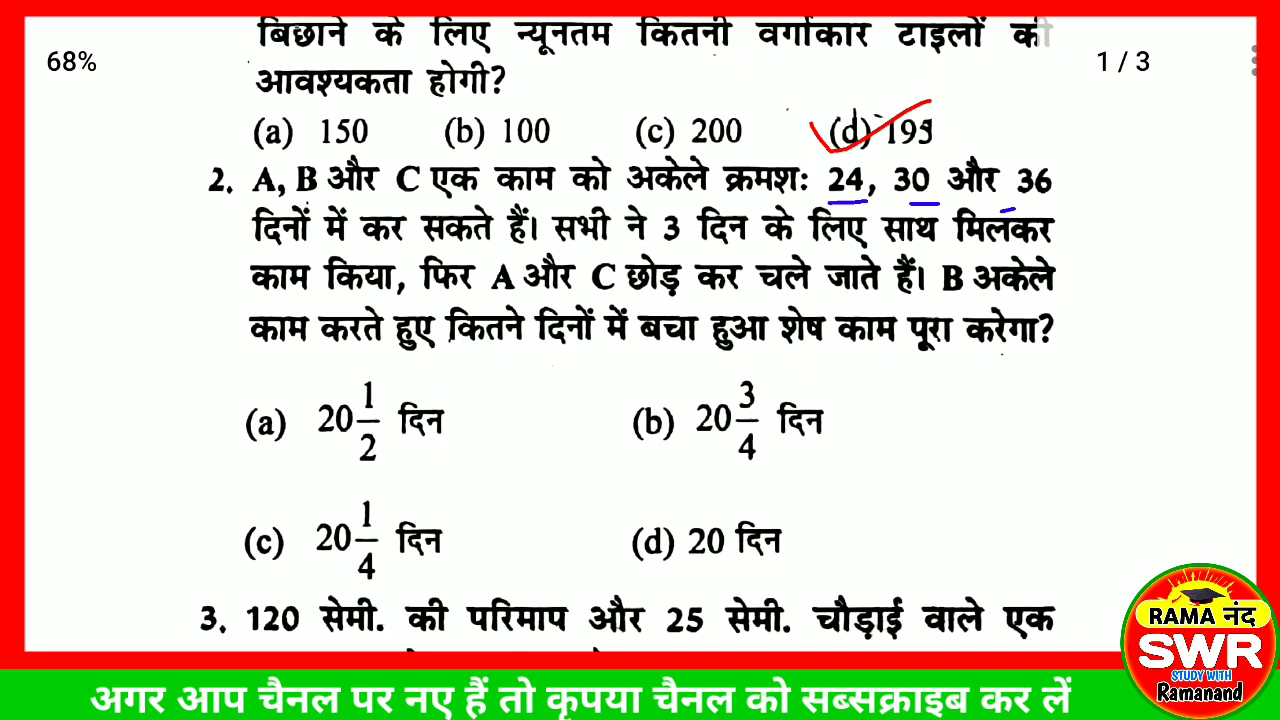 बिछाने के लिए न्यूनतम कितनी वर्गाकार टाइलों की
68%
1 / 3
आवश्यकता होगी?
(a) 150 (b) 100 (c) 200 (d) 195
2. A, B और C एक काम को अकेले क्रमशः 24, 30 और 36
दिनों में कर सकते हैं। सभी ने 3 दिन के लिए साथ मिलकर
काम किया, फिर A और C छोड़ कर चले जाते हैं। B अकेले
काम करते हुए कितने दिनों में बचा हुआ शेष काम पूरा करेगा?
(a) 20 1/2 दिन (b) 20 3/4 दिन
(c) 20 1/4 दिन (d) 20 दिन
3. 120 सेमी. की परिमाप और 25 सेमी. चौड़ाई वाले एक
RAMA नंद
SWR
STUDY WITH
Ramanand
अगर आप चैनल पर नए हैं तो कृपया चैनल को सब्सक्राइब कर लें